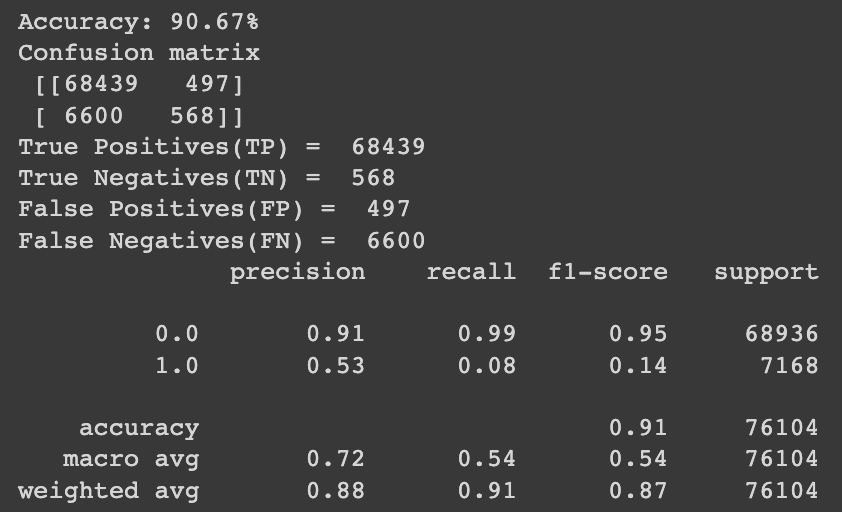 Accuracy: 90.67%
Confusion matrix
[[68439 497]
[ 6600 568]]
True Positives(TP) = 68439
True Negatives(TN) = 568
False Positives(FP) = 497
False Negatives(FN) = 6600
precision recall f1-score support
0.0 0.91 0.99 0.95 68936
1.0 0.53 0.08 0.14 7168
accuracy 0.91 76104
macro avg 0.72 0.54 0.54 76104
weighted avg 0.88 0.91 0.87 76104